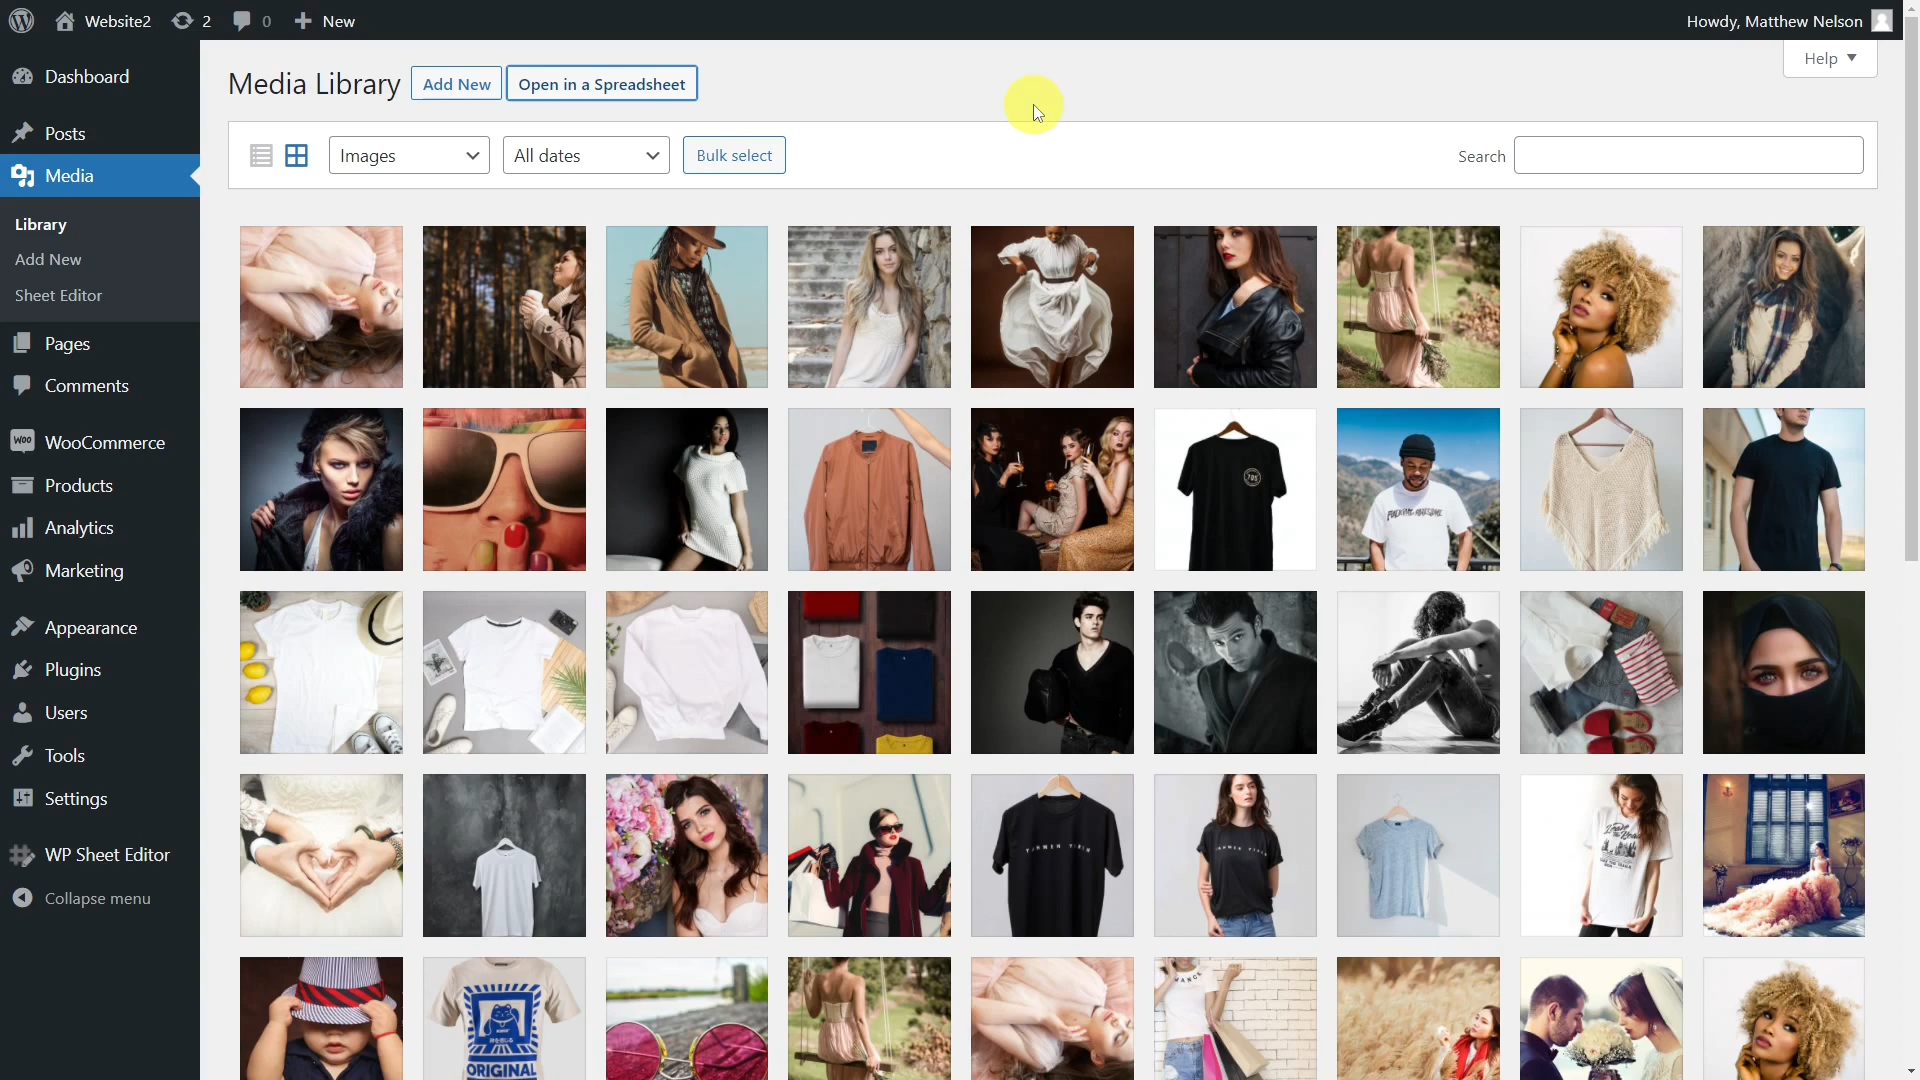 Website2 2 0 New Howdy, Matthew Nelson
Help
Dashboard
Posts
Media
Library
Add New
Sheet Editor
Pages
Comments
WooCommerce
Products
Analytics
Marketing
Appearance
Plugins
Users
Tools
Settings
WP Sheet Editor
Collapse menu
Media Library Add New Open in a Spreadsheet
Images All dates Bulk select Search
705
ORIGINAL